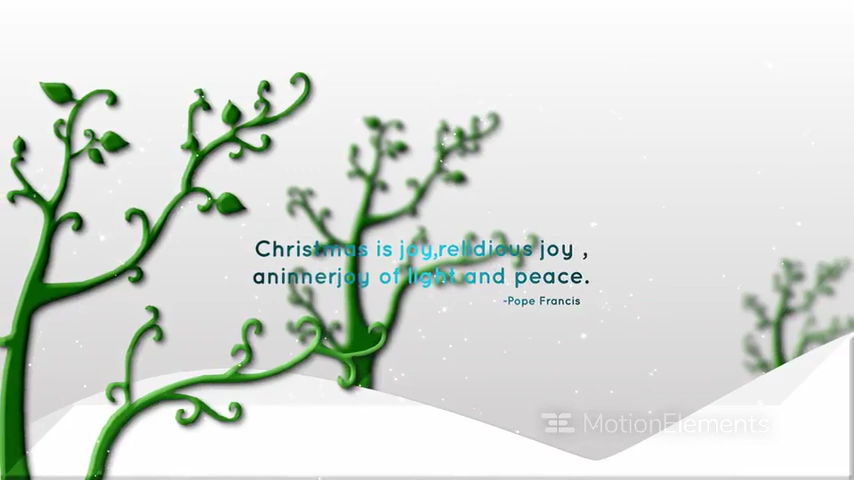 Christmas is joy,relidious joy ,
aninnerjoy of light and peace.
-Pope Francis
MotionElements